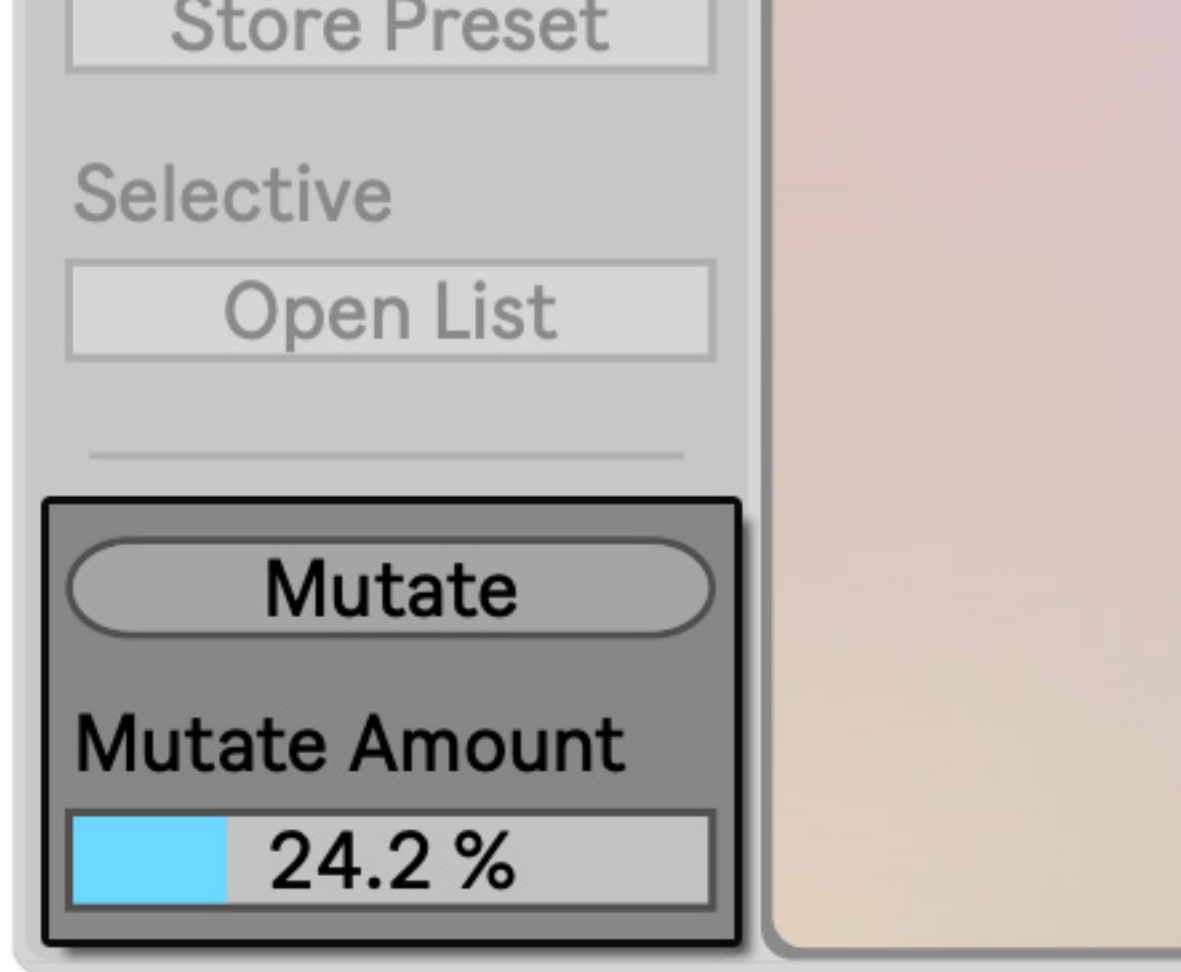 Store Preset
Selective
Open List
Mutate
Mutate Amount
24.2 %